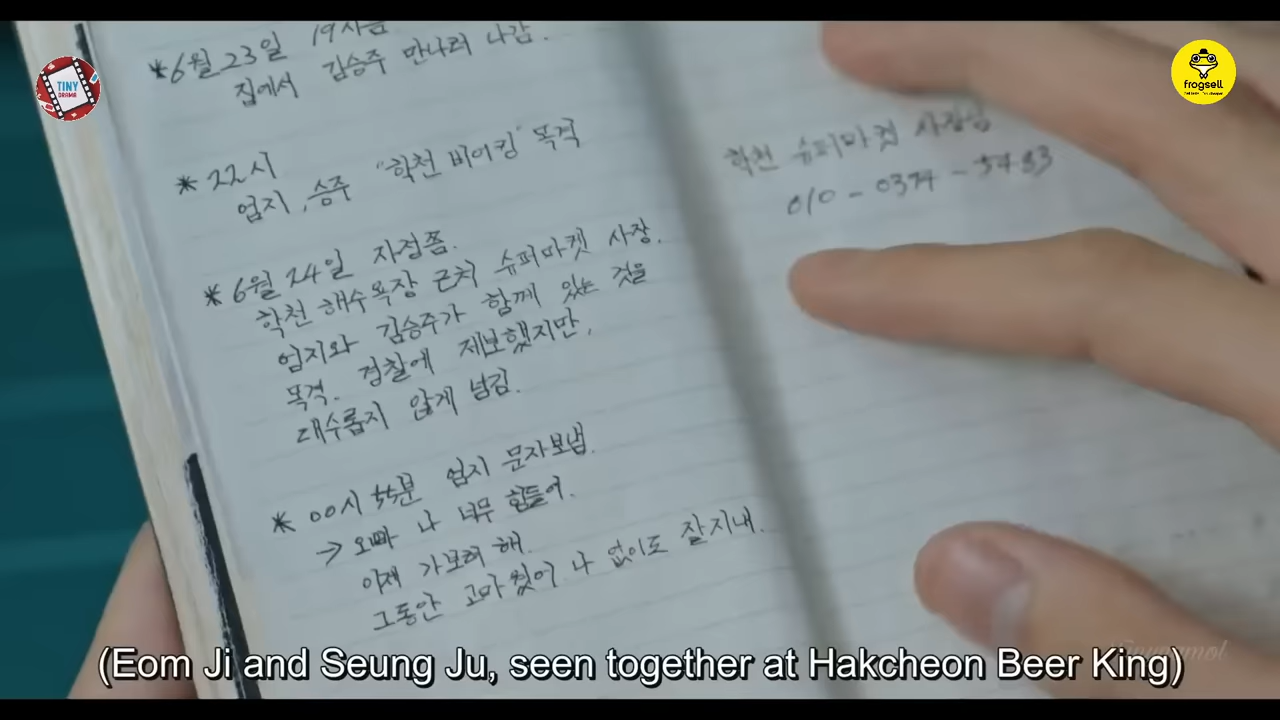 TINY
DRAMA
frogsell
*6월 23일 19시쯤
집에서 김승주 만나러 나감.
* 22시
엄지, 승주 "학천 비어킹" 목격
* 6월 24일 자정쯤.
학천 해수욕장 근처 슈퍼마켓 사장.
엄지와 김승주가 함께 있는 것을
목격. 경찰에 제보했지만,
대수롭지 않게 넘김.
* 00시 55분 엄지 문자보냄.
→ 오빠 나 너무 힘들어.
이제 가보려 해.
그동안 고마웠어 나 없이도 잘지내.
학천 슈퍼마켓 사장님
010 - 0374 - 5783
(Eom Ji and Seung Ju, seen together at Hakcheon Beer King)